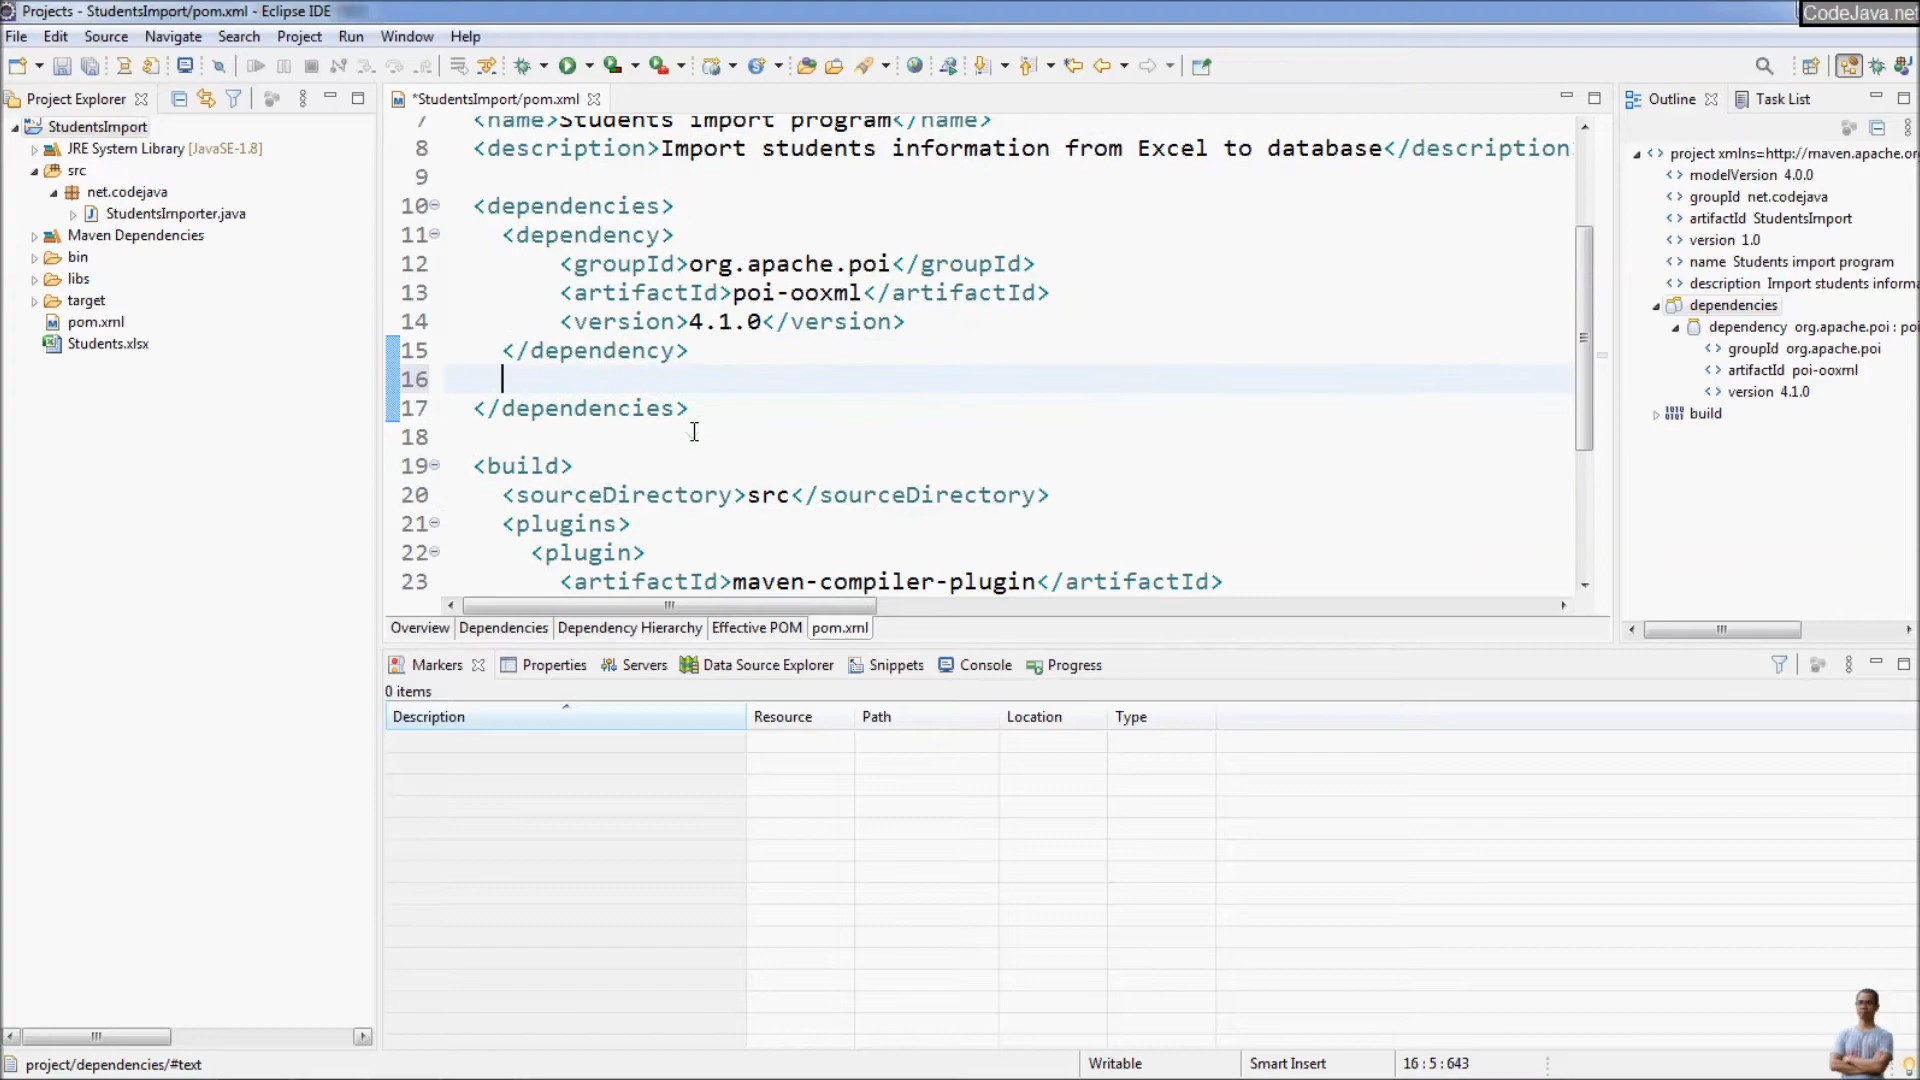 Projects - StudentsImport/pom.xml - Eclipse IDE
CodeJava.net
File Edit Source Navigate Search Project Run Window Help
Project Explorer
*StudentsImport/pom.xml
Outline Task List
StudentsImport
JRE System Library [JavaSE-1.8]
src
net.codejava
StudentsImporter.java
Maven Dependencies
bin
libs
target
pom.xml
Students.xlsx
7 <name>Students import program</name>
8 <description>Import students information from Excel to database</description
9
10 <dependencies>
11 <dependency>
12 <groupId>org.apache.poi</groupId>
13 <artifactId>poi-ooxml</artifactId>
14 <version>4.1.0</version>
15 </dependency>
16
17 </dependencies>
18
19 <build>
20 <sourceDirectory>src</sourceDirectory>
21 <plugins>
22 <plugin>
23 <artifactId>maven-compiler-plugin</artifactId>
Overview Dependencies Dependency Hierarchy Effective POM pom.xml
project xmlns=http://maven.apache.or
modelVersion 4.0.0
groupId net.codejava
artifactId StudentsImport
version 1.0
name Students import program
description Import students informa
dependencies
dependency org.apache.poi : poi
groupId org.apache.poi
artifactId poi-ooxml
version 4.1.0
build
Markers Properties Servers Data Source Explorer Snippets Console Progress
0 items
Description Resource Path Location Type
project/dependencies/#text
Writable Smart Insert 16 : 5 : 643